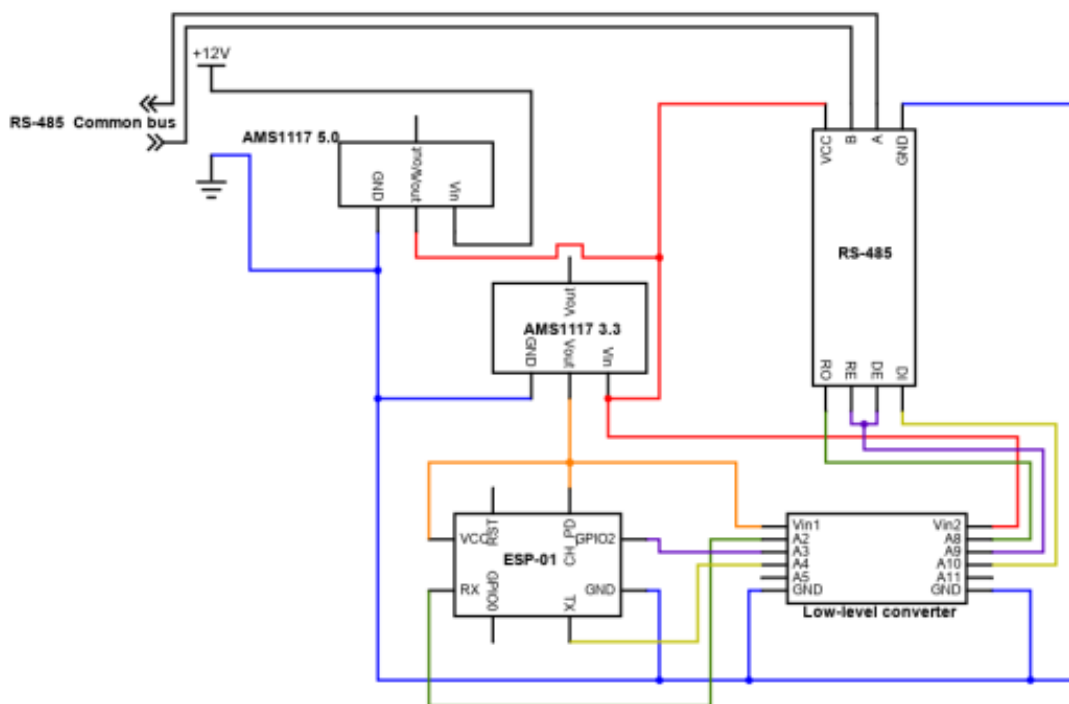 +12V
RS-485 Common bus
AMS1117 5.0
GND
Vout
Vout
Vin
VCC
B
A
GND
RS-485
RO
RE
DE
DI
Vout
AMS1117 3.3
GND
Vout
Vin
RST
CH_PD
VCC
GPIO2
ESP-01
RX
GPIO0
TX
GND
Vin1
Vin2
A2
A8
A3
A9
A4
A10
A5
A11
GND
GND
Low-level converter